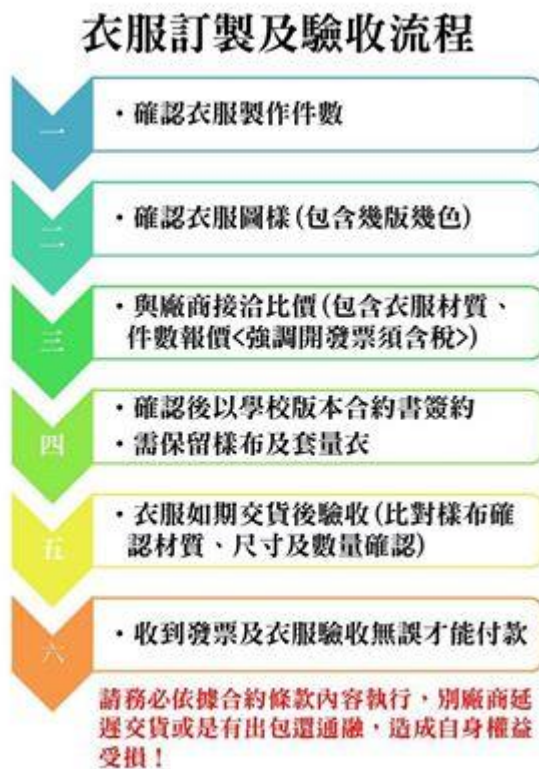 衣服訂製及驗收流程
一
・確認衣服製作件數
二
・確認衣服圖樣(包含幾版幾色)
三
・與廠商接洽比價(包含衣服材質、
件數報價<強調開發票須含稅>)
四
・確認後以學校版本合約書簽約
・需保留樣布及套量衣
五
・衣服如期交貨後驗收(比對樣布確
認材質、尺寸及數量確認)
六
・收到發票及衣服驗收無誤才能付款
請務必依據合約條款內容執行，別廠商延
遲交貨或是有出包還通融，造成自身權益
受損！